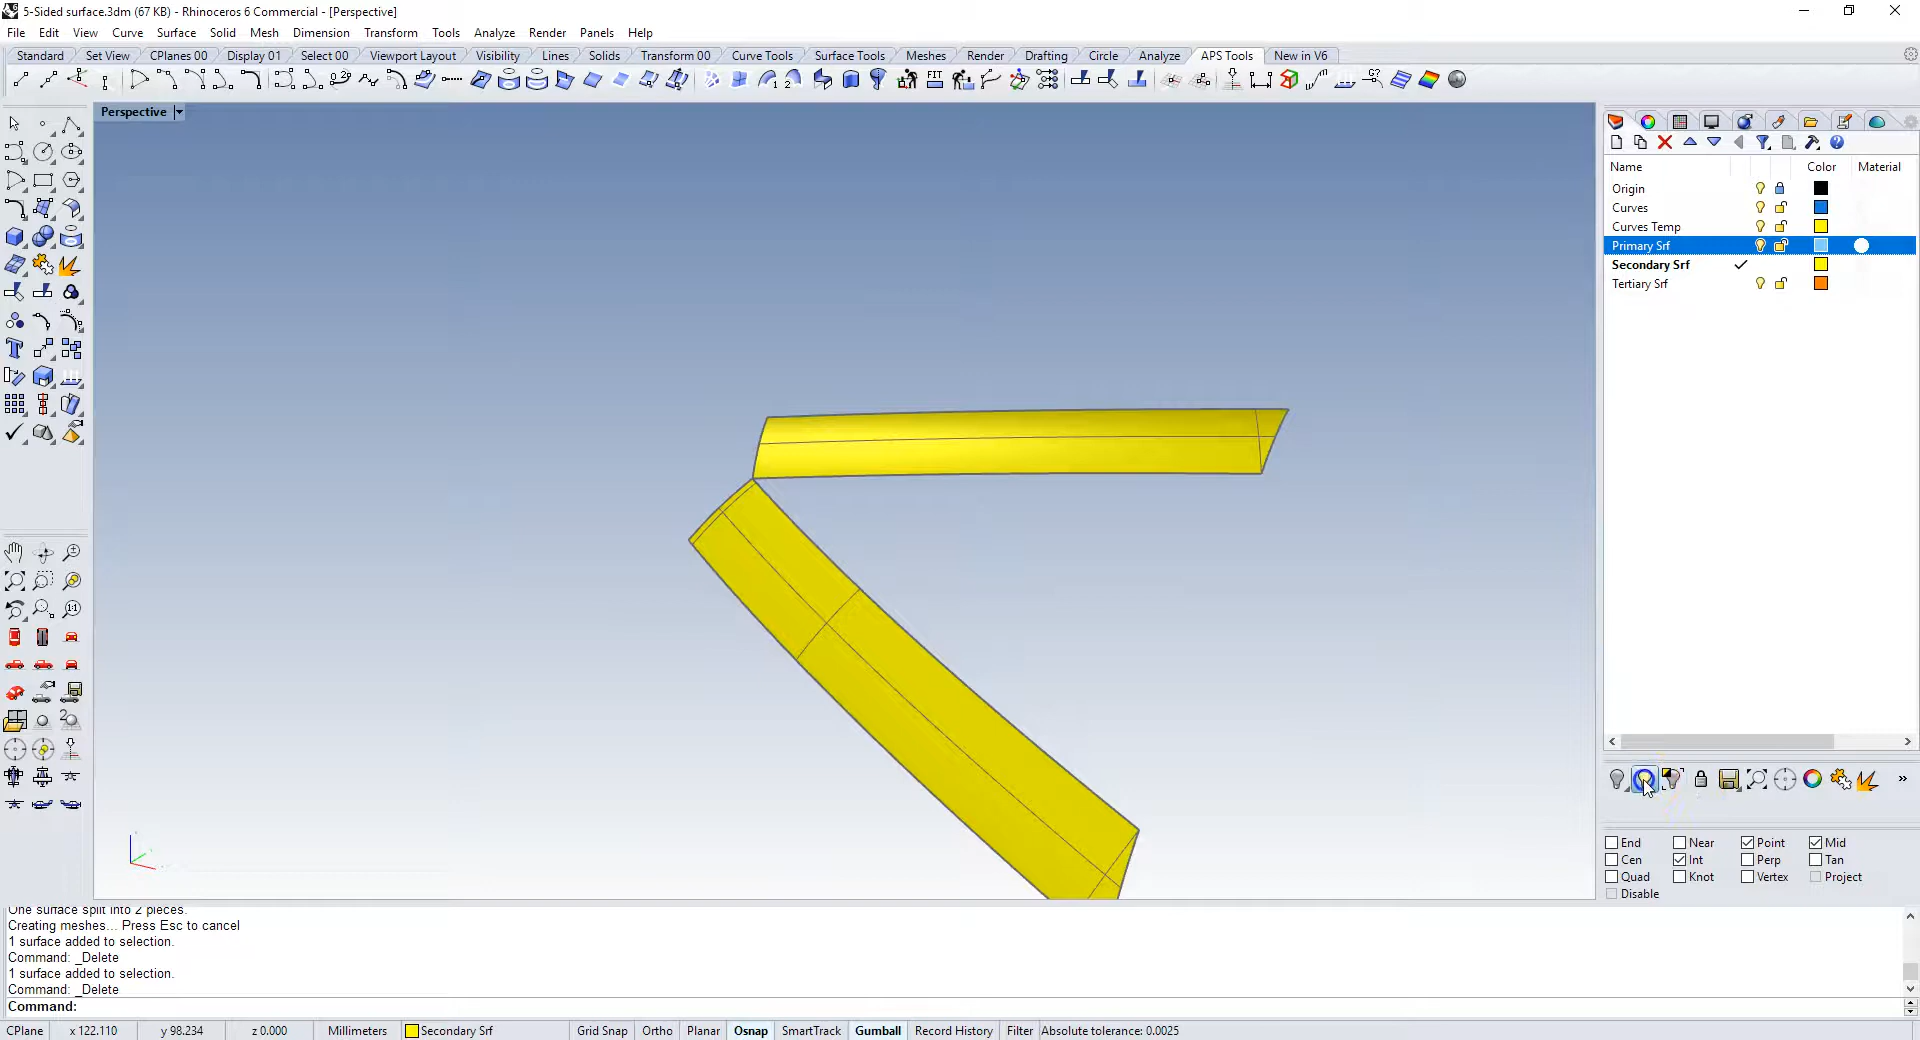 5-Sided surface.3dm (67 KB) - Rhinoceros 6 Commercial - [Perspective]
File Edit View Curve Surface Solid Mesh Dimension Transform Tools Analyze Render Panels Help
Standard Set View CPlanes 00 Display 01 Select 00 Viewport Layout Visibility Lines Solids Transform 00 Curve Tools Surface Tools Meshes Render Drafting Circle Analyze APS Tools New in V6
Perspective
Name Color Material
Origin
Curves
Curves Temp
Primary Srf
Secondary Srf
Tertiary Srf
End Near Point Mid
Cen Int Perp Tan
Quad Knot Vertex Project
Disable
One surface split into 2 pieces.
Creating meshes... Press Esc to cancel
1 surface added to selection.
Command: _Delete
1 surface added to selection.
Command: _Delete
Command:
CPlane x 122.110 y 98.234 z 0.000 Millimeters Secondary Srf Grid Snap Ortho Planar Osnap SmartTrack Gumball Record History Filter Absolute tolerance: 0.0025